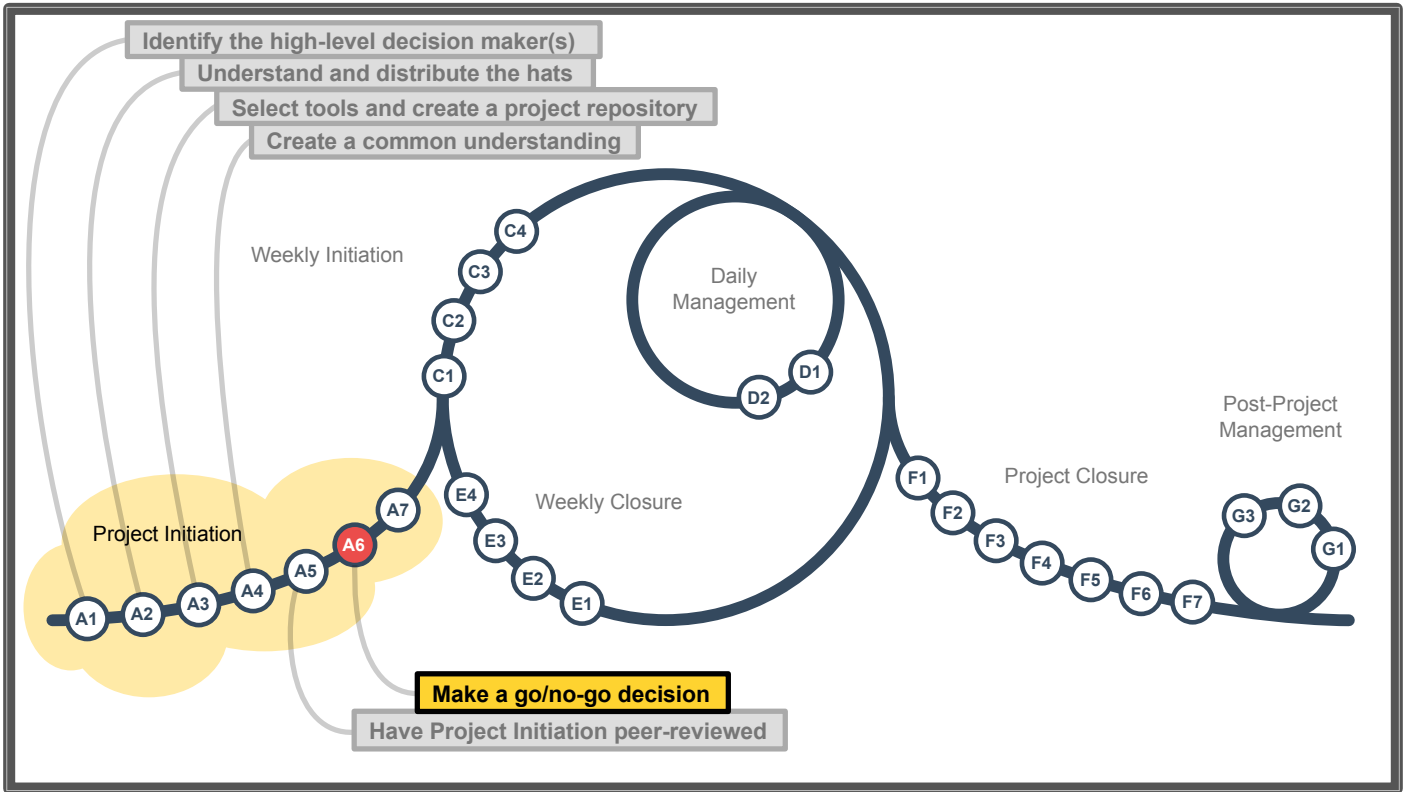 Identify the high-level decision maker(s)
Understand and distribute the hats
Select tools and create a project repository
Create a common understanding
Weekly Initiation
C4
C3
C2
C1
Daily
Management
D1
D2
Post-Project
Management
Project Initiation
A1
A2
A3
A4
A5
A6
A7
Weekly Closure
E4
E3
E2
E1
Project Closure
F1
F2
F3
F4
F5
F6
F7
G3
G2
G1
Make a go/no-go decision
Have Project Initiation peer-reviewed